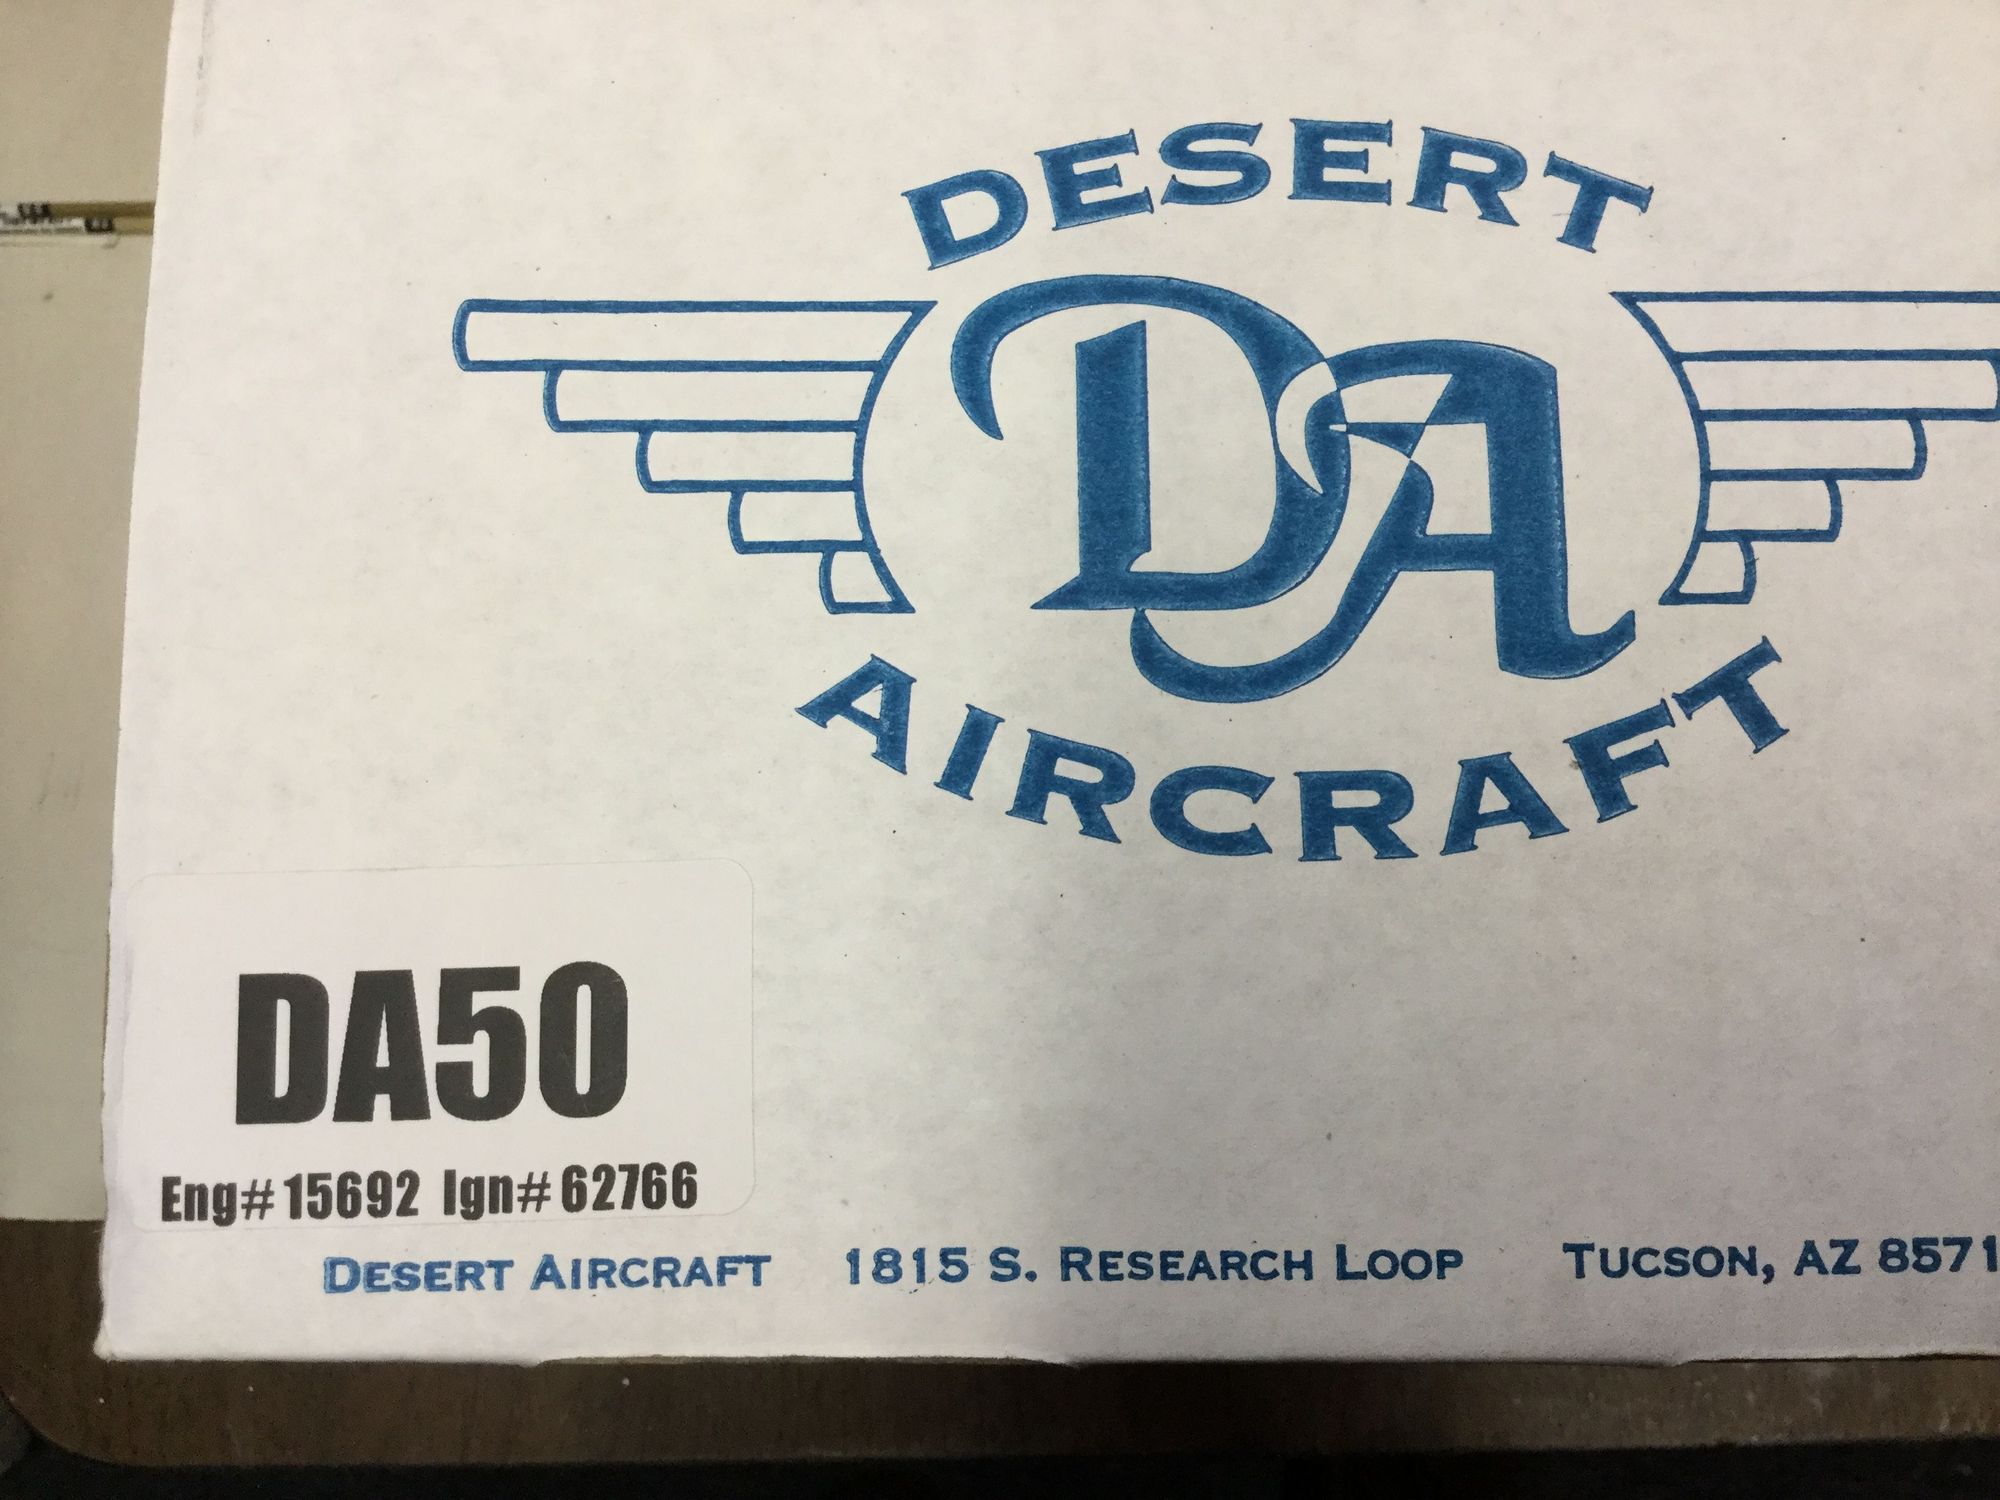 DESERT
DA
AIRCRAFT
DA50
Eng# 15692 Ign# 62766
DESERT AIRCRAFT 1815 S. RESEARCH LOOP TUCSON, AZ 8571